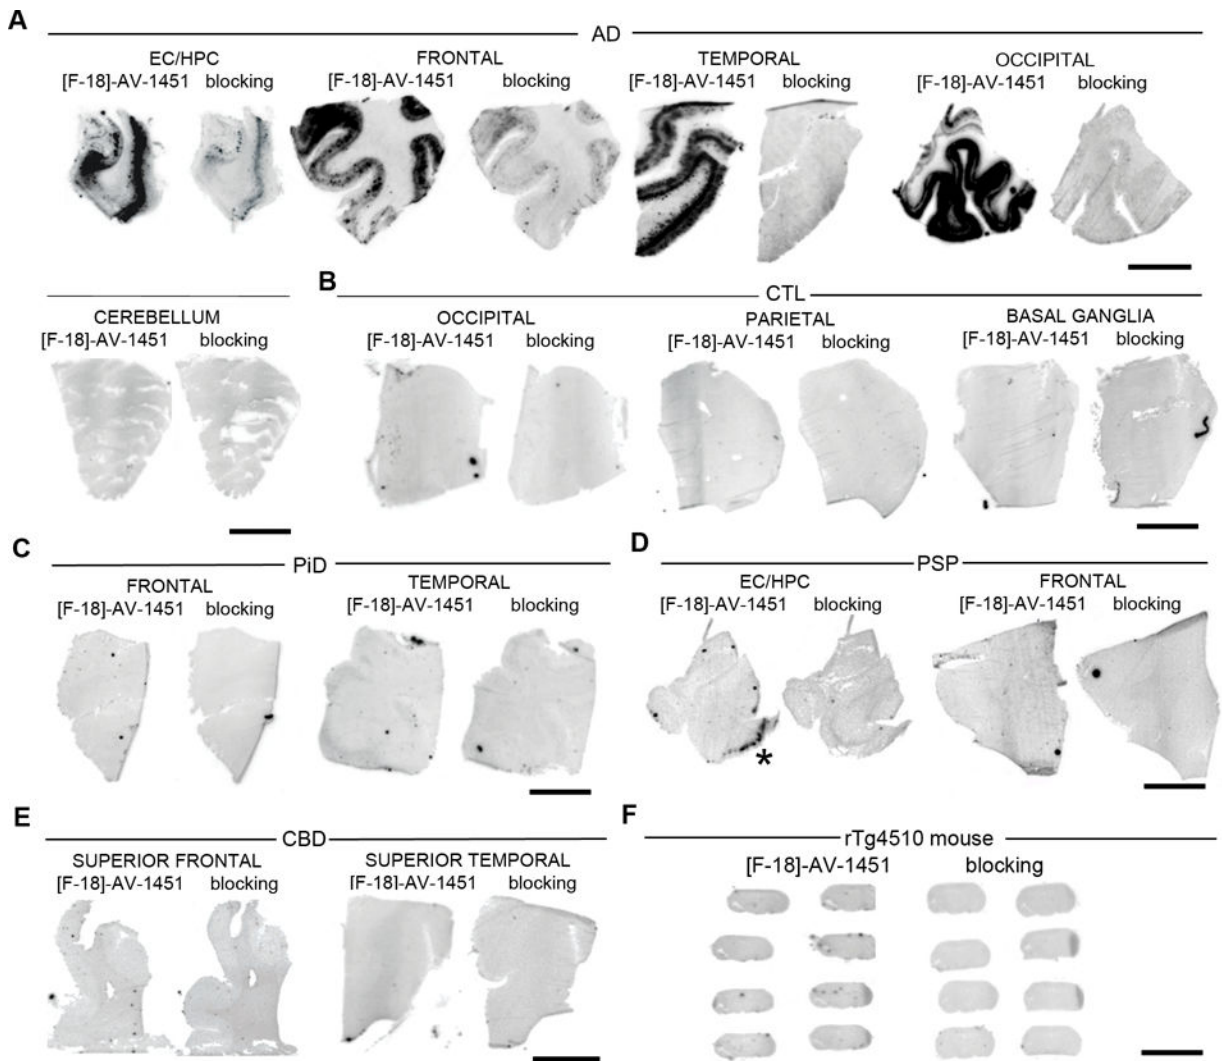 A
AD
EC/HPC FRONTAL TEMPORAL OCCIPITAL
[F-18]-AV-1451 blocking [F-18]-AV-1451 blocking [F-18]-AV-1451 blocking [F-18]-AV-1451 blocking
B
CTL
CEREBELLUM OCCIPITAL PARIETAL BASAL GANGLIA
[F-18]-AV-1451 blocking [F-18]-AV-1451 blocking [F-18]-AV-1451 blocking [F-18]-AV-1451 blocking
C
PiD
FRONTAL TEMPORAL
[F-18]-AV-1451 blocking [F-18]-AV-1451 blocking
D
PSP
EC/HPC FRONTAL
[F-18]-AV-1451 blocking [F-18]-AV-1451 blocking
*
E
CBD
SUPERIOR FRONTAL SUPERIOR TEMPORAL
[F-18]-AV-1451 blocking [F-18]-AV-1451 blocking
F
rTg4510 mouse
[F-18]-AV-1451 blocking